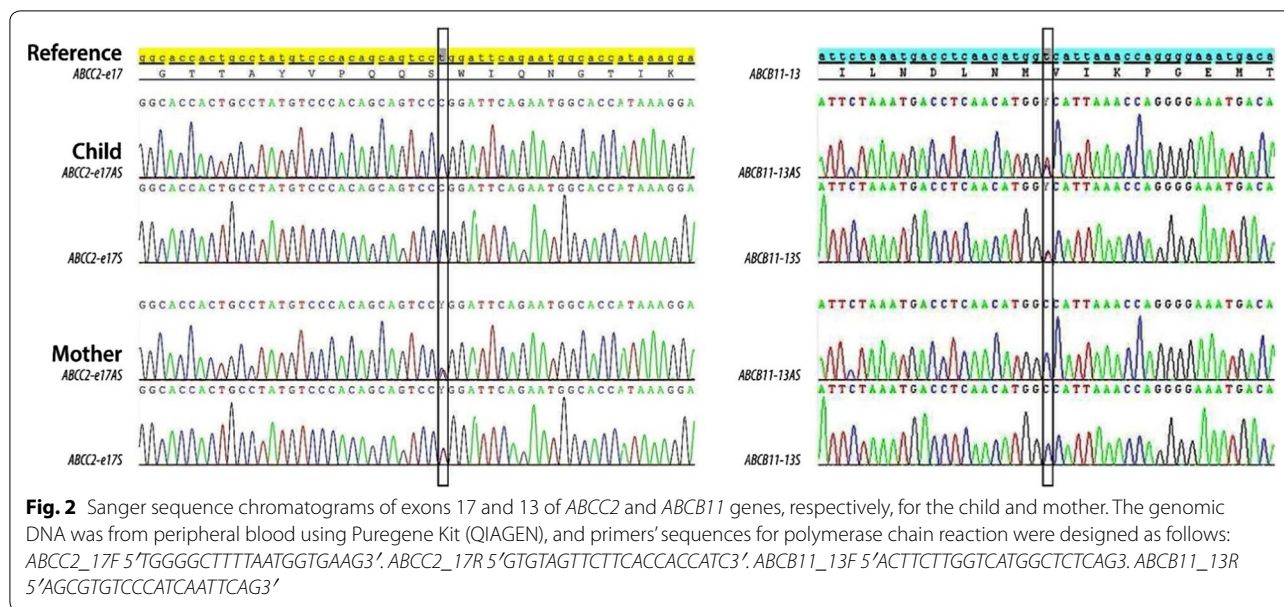 Reference
ggcaccactgcctatgtcccacagcagtcctggattcagaatggcaccataaagga
ABCC2-e17
G T T A Y V P Q Q S W I Q N G T I K
GGCACCACTGCCTATGTCCCACAGCAGTCCCGGATTCAGAATGGCACCATAAAGGA
Child
ABCC2-e17AS
GGCACCACTGCCTATGTCCCACAGCAGTCCCGGATTCAGAATGGCACCATAAAGGA
ABCC2-e17S
GGCACCACTGCCTATGTCCCACAGCAGTCCYGGATTCAGAATGGCACCATAAAGGA
Mother
ABCC2-e17AS
GGCACCACTGCCTATGTCCCACAGCAGTCCYGGATTCAGAATGGCACCATAAAGGA
ABCC2-e17S
attctaaatgacctcaacatggtcattaaaccaggggaaatgaca
ABCB11-13
I L N D L N M V I K P G E M T
ATTCTAAATGACCTCAACATGGYCATTAAACCAGGGGAAATGACA
ABCB11-13AS
ATTCTAAATGACCTCAACATGGYCATTAAACCAGGGGAAATGACA
ABCB11-13S
ATTCTAAATGACCTCAACATGGCCATTAAACCAGGGGAAATGACA
ABCB11-13AS
ATTCTAAATGACCTCAACATGGCCATTAAACCAGGGGAAATGACA
ABCB11-13S
Fig. 2 Sanger sequence chromatograms of exons 17 and 13 of ABCC2 and ABCB11 genes, respectively, for the child and mother. The genomic
DNA was from peripheral blood using Puregene Kit (QIAGEN), and primers' sequences for polymerase chain reaction were designed as follows:
ABCC2_17F 5′TGGGGCTTTTAATGGTGAAG3′. ABCC2_17R 5′GTGTAGTTCTTCACCACCATC3′. ABCB11_13F 5′ACTTCTTGGTCATGGCTCTCAG3. ABCB11_13R
5′AGCGTGTCCCATCAATTCAG3′